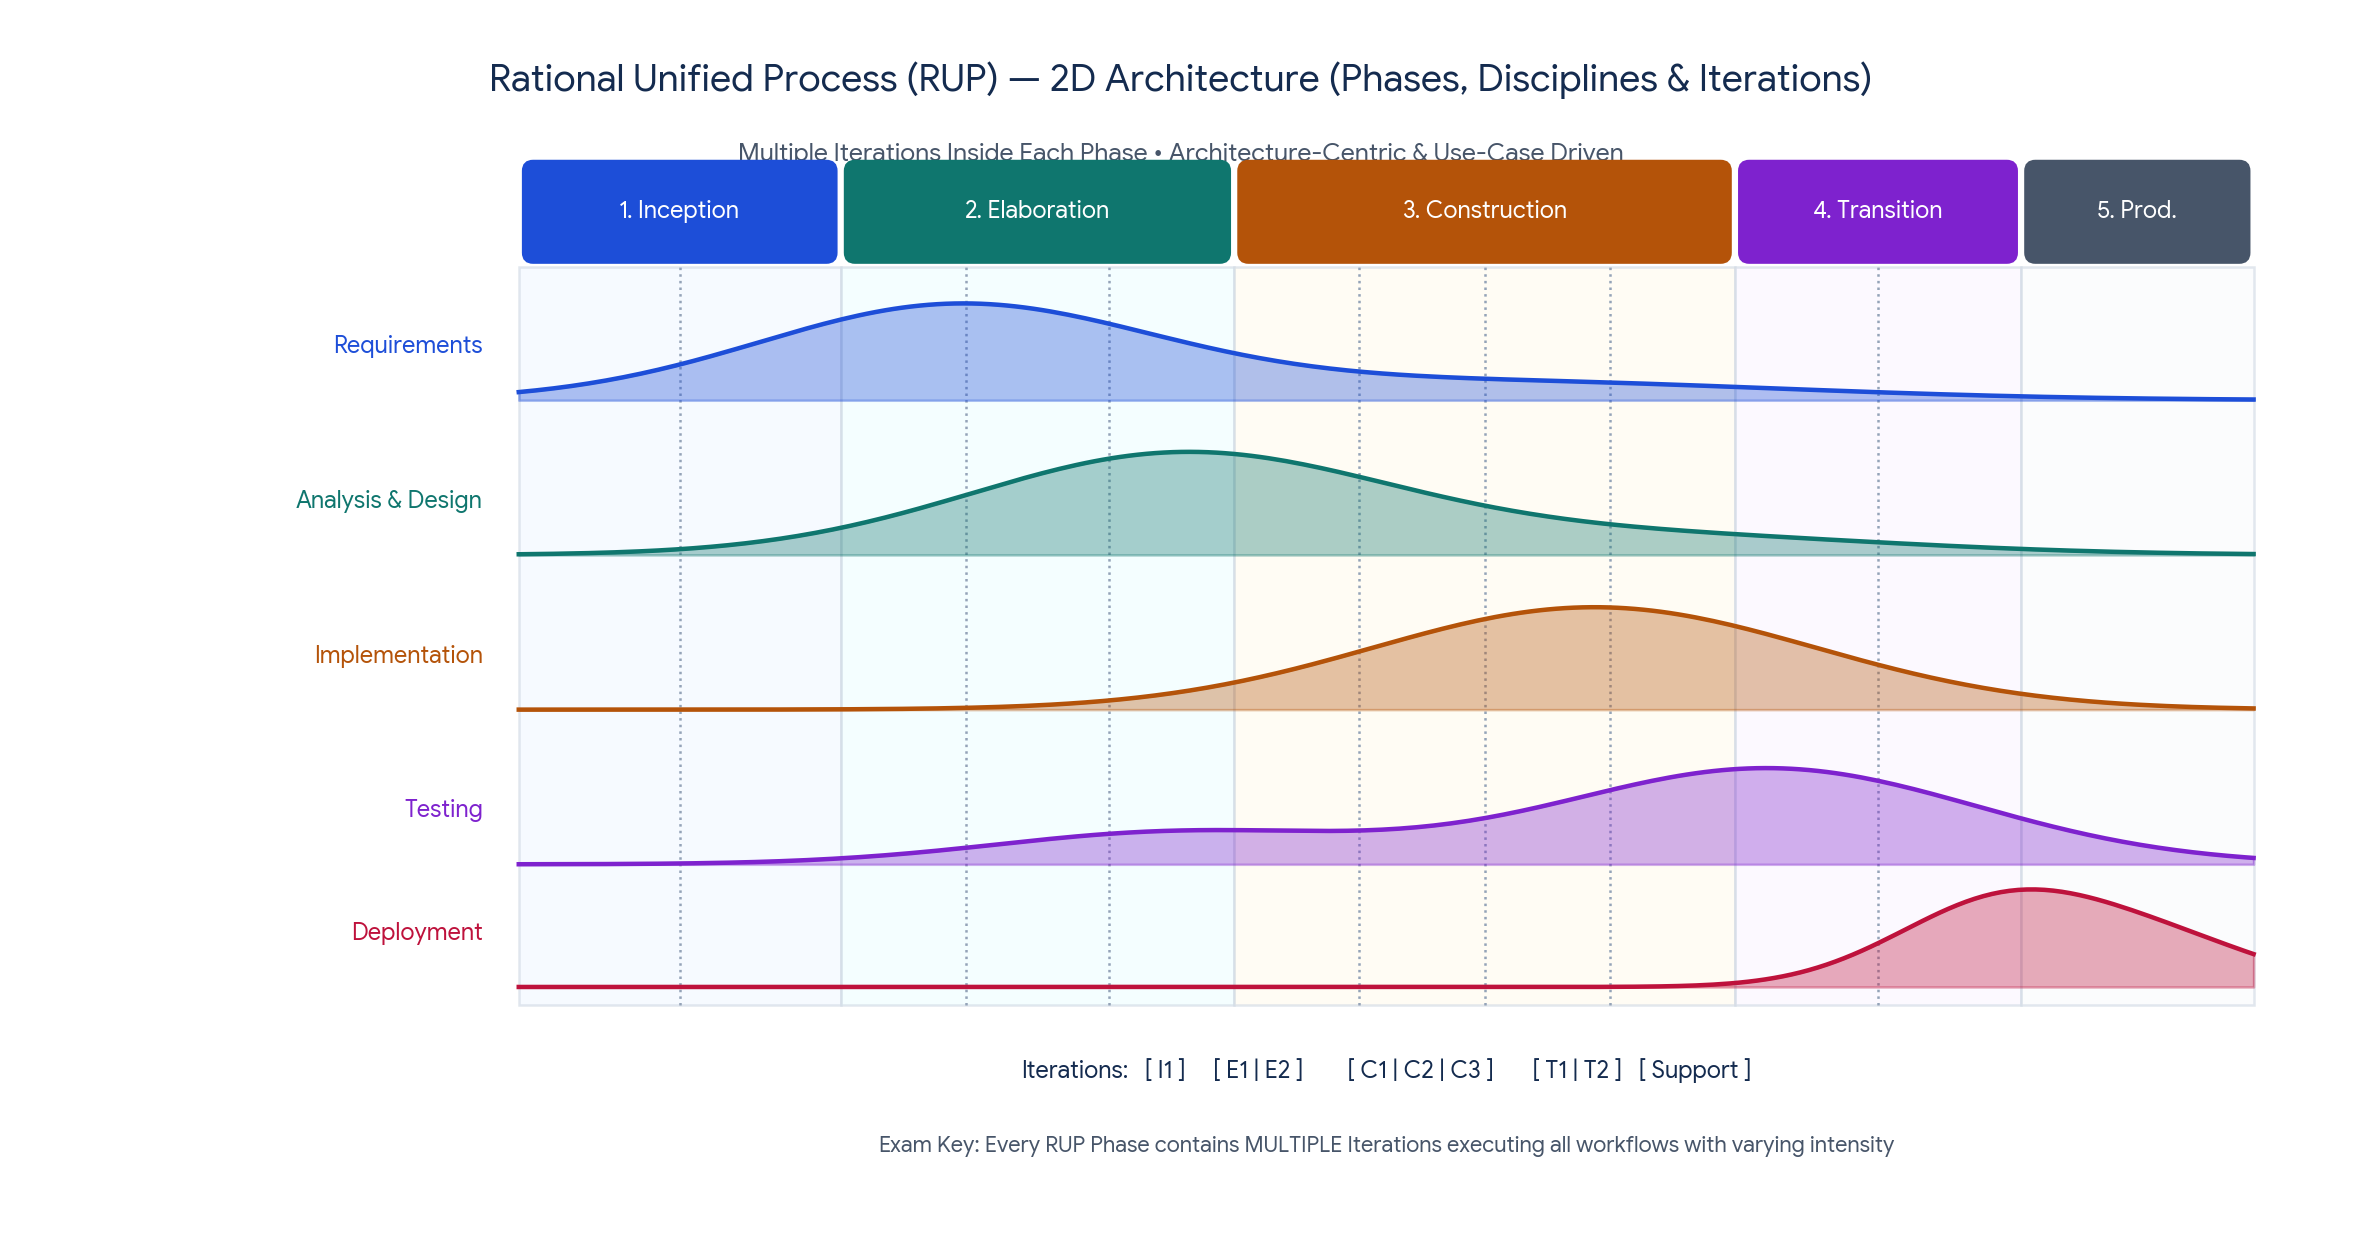 Rational Unified Process (RUP) — 2D Architecture (Phases, Disciplines & Iterations)
Multiple Iterations Inside Each Phase • Architecture-Centric & Use-Case Driven
1. Inception
2. Elaboration
3. Construction
4. Transition
5. Prod.
Requirements
Analysis & Design
Implementation
Testing
Deployment
Iterations: [ I1 ] [ E1 | E2 ] [ C1 | C2 | C3 ] [ T1 | T2 ] [ Support ]
Exam Key: Every RUP Phase contains MULTIPLE Iterations executing all workflows with varying intensity